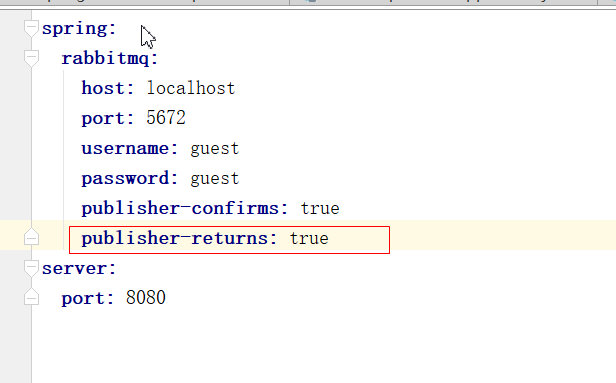 spring:
rabbitmq:
host: localhost
port: 5672
username: guest
password: guest
publisher-confirms: true
publisher-returns: true
server:
port: 8080